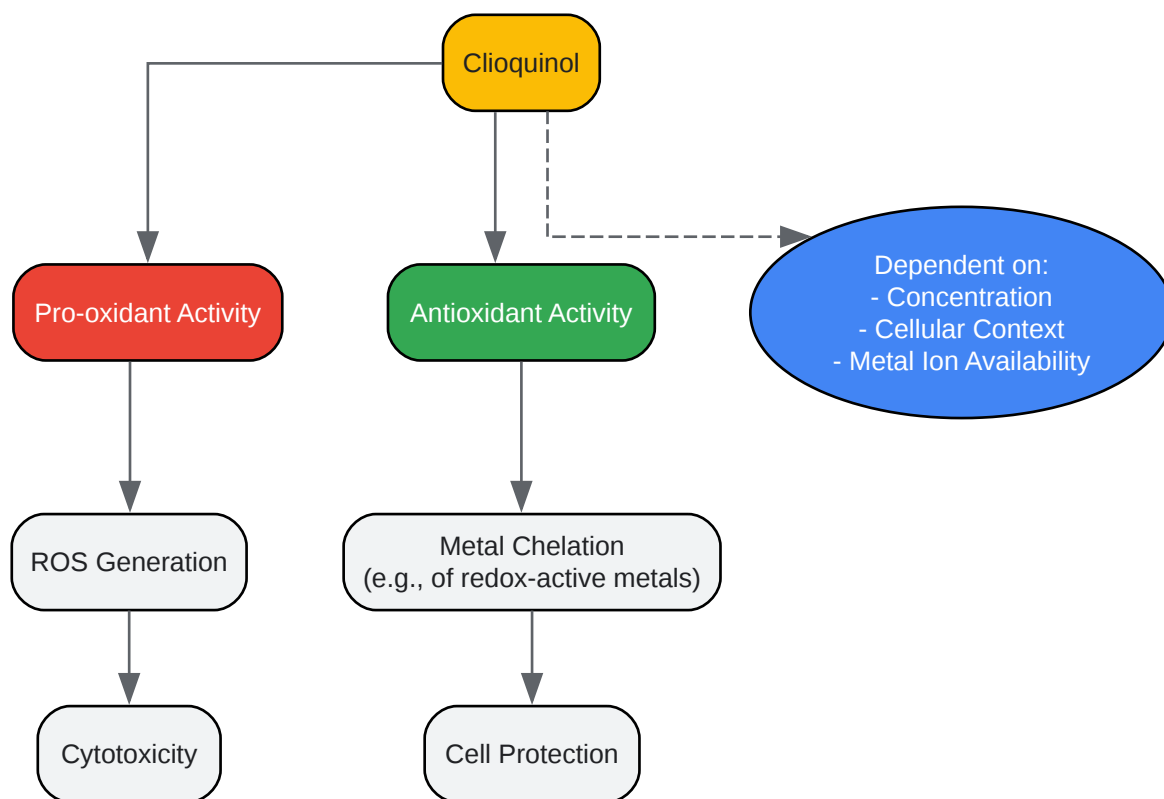 Clioquinol
Pro-oxidant Activity
Antioxidant Activity
Dependent on:
- Concentration
- Cellular Context
- Metal Ion Availability
ROS Generation
Metal Chelation
(e.g., of redox-active metals)
Cytotoxicity
Cell Protection